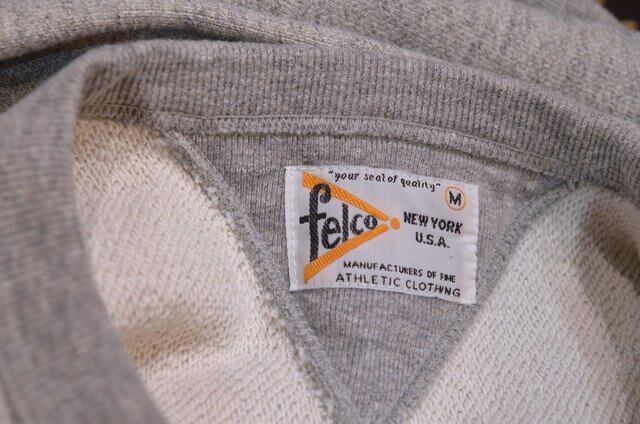 "your seal of quality"
M
felco
NEW YORK
U.S.A.
MANUFACTURERS OF FINE
ATHLETIC CLOTHING